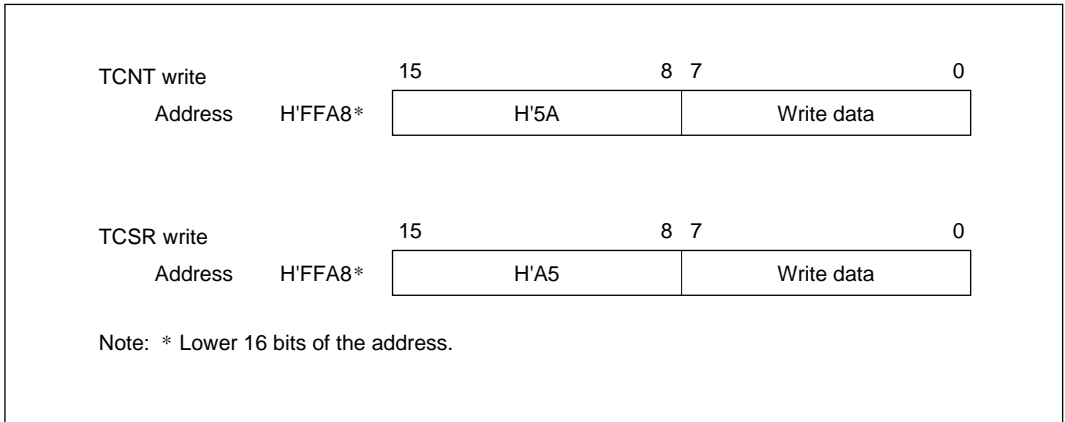 TCNT write 15 8 7 0
Address H'FFA8* H'5A Write data
TCSR write 15 8 7 0
Address H'FFA8* H'A5 Write data
Note: * Lower 16 bits of the address.